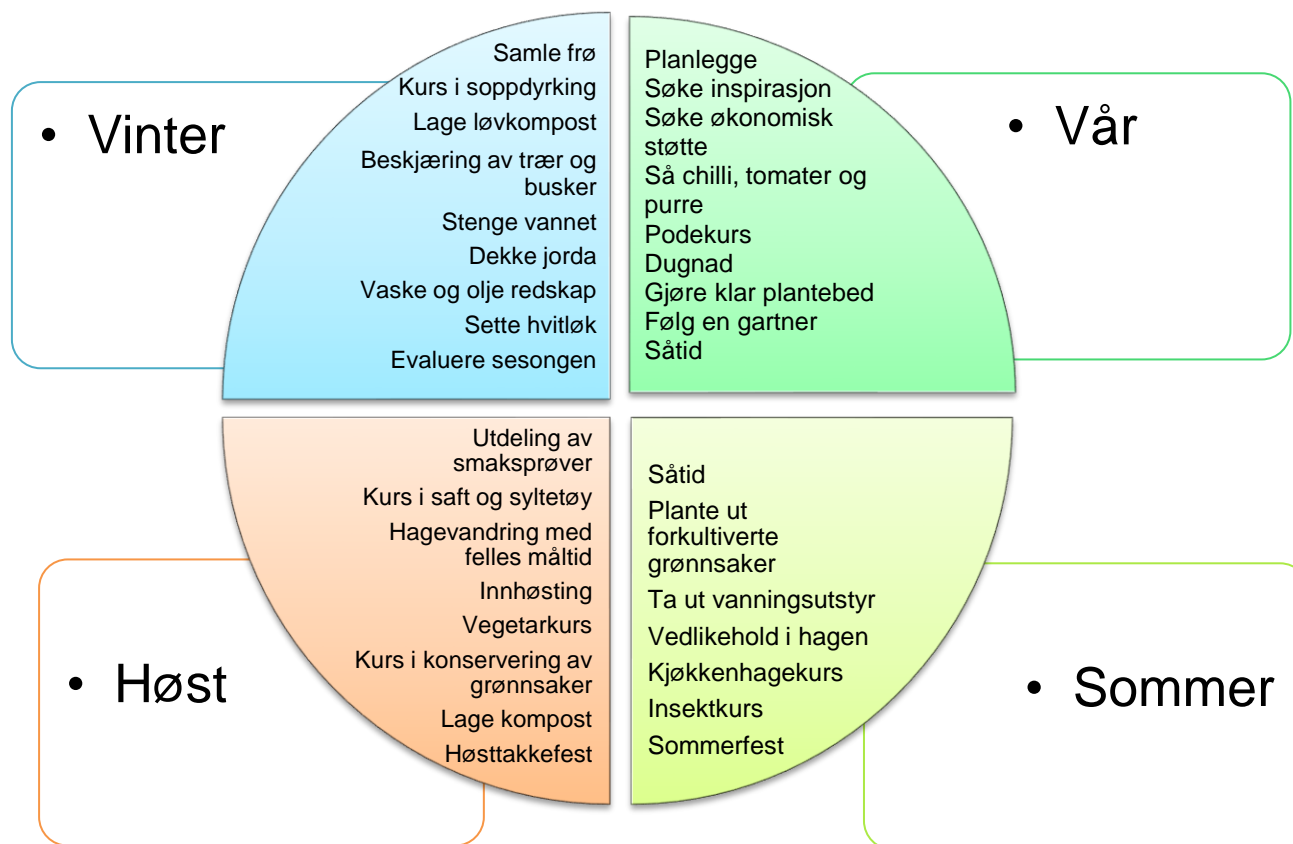 • Vinter
Samle frø
Kurs i soppdyrking
Lage løvkompost
Beskjæring av trær og
busker
Stenge vannet
Dekke jorda
Vaske og olje redskap
Sette hvitløk
Evaluere sesongen
• Vår
Planlegge
Søke inspirasjon
Søke økonomisk
støtte
Så chilli, tomater og
purre
Podekurs
Dugnad
Gjøre klar plantebed
Følg en gartner
Såtid
• Høst
Utdeling av
smaksprøver
Kurs i saft og syltetøy
Hagevandring med
felles måltid
Innhøsting
Vegetarkurs
Kurs i konservering av
grønnsaker
Lage kompost
Høsttakkefest
• Sommer
Såtid
Plante ut
forkultiverte
grønnsaker
Ta ut vanningsutstyr
Vedlikehold i hagen
Kjøkkenhagekurs
Insektkurs
Sommerfest